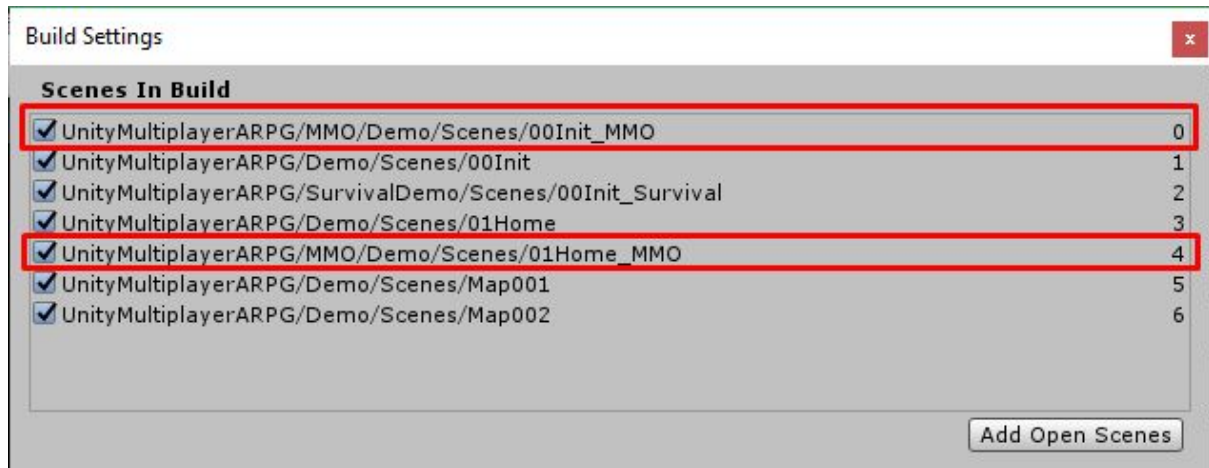 Build Settings
x
Scenes In Build
UnityMultiplayerARPG/MMO/Demo/Scenes/00Init_MMO 0
UnityMultiplayerARPG/Demo/Scenes/00Init 1
UnityMultiplayerARPG/SurvivalDemo/Scenes/00Init_Survival 2
UnityMultiplayerARPG/Demo/Scenes/01Home 3
UnityMultiplayerARPG/MMO/Demo/Scenes/01Home_MMO 4
UnityMultiplayerARPG/Demo/Scenes/Map001 5
UnityMultiplayerARPG/Demo/Scenes/Map002 6
Add Open Scenes